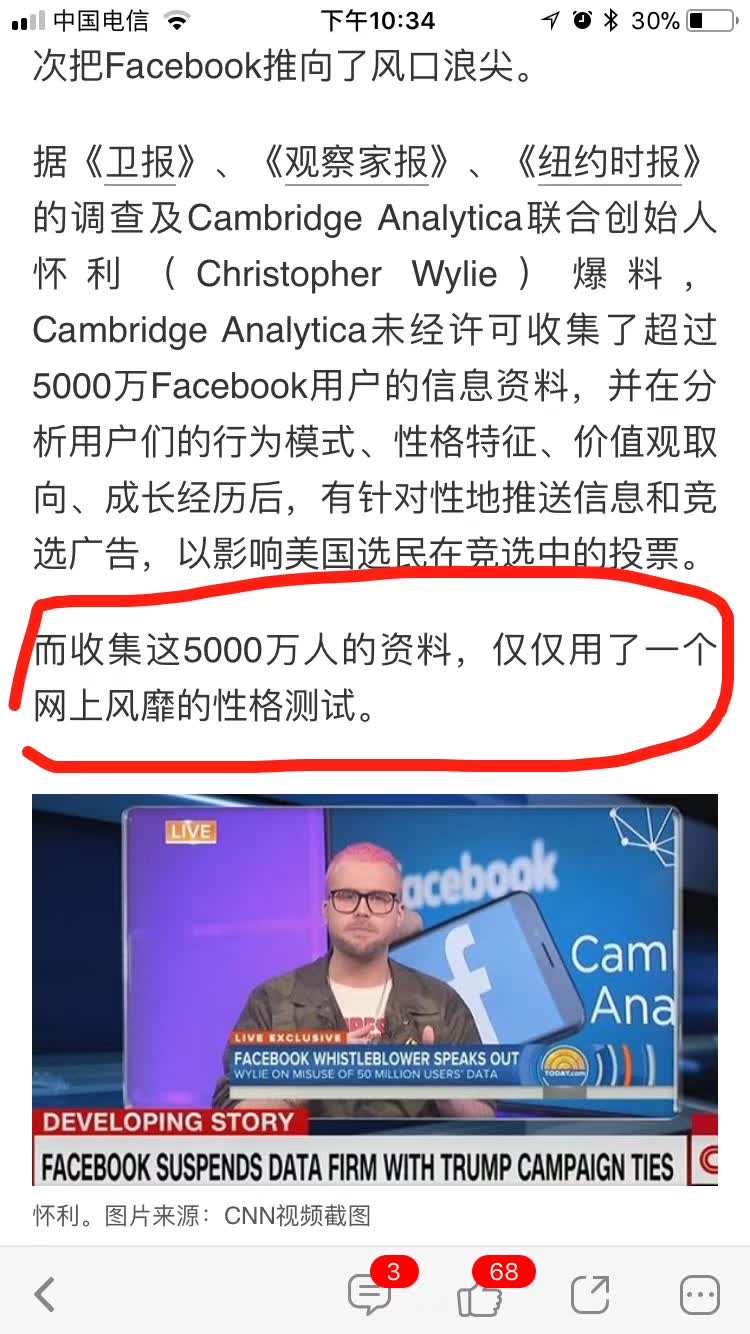 中国电信
下午10:34
30%
次把Facebook推向了风口浪尖。
据《卫报》、《观察家报》、《纽约时报》
的调查及Cambridge Analytica联合创始人
怀利（Christopher Wylie）爆料，
Cambridge Analytica未经许可收集了超过
5000万Facebook用户的信息资料，并在分
析用户们的行为模式、性格特征、价值观取
向、成长经历后，有针对性地推送信息和竞
选广告，以影响美国选民在竞选中的投票。
而收集这5000万人的资料，仅仅用了一个
网上风靡的性格测试。
LIVE
acebook
f
Cam
Ana
LIVE EXCLUSIVE
FACEBOOK WHISTLEBLOWER SPEAKS OUT
WYLIE ON MISUSE OF 50 MILLION USERS' DATA
TODAY.com
DEVELOPING STORY
FACEBOOK SUSPENDS DATA FIRM WITH TRUMP CAMPAIGN TIES
怀利。图片来源：CNN视频截图
3
68